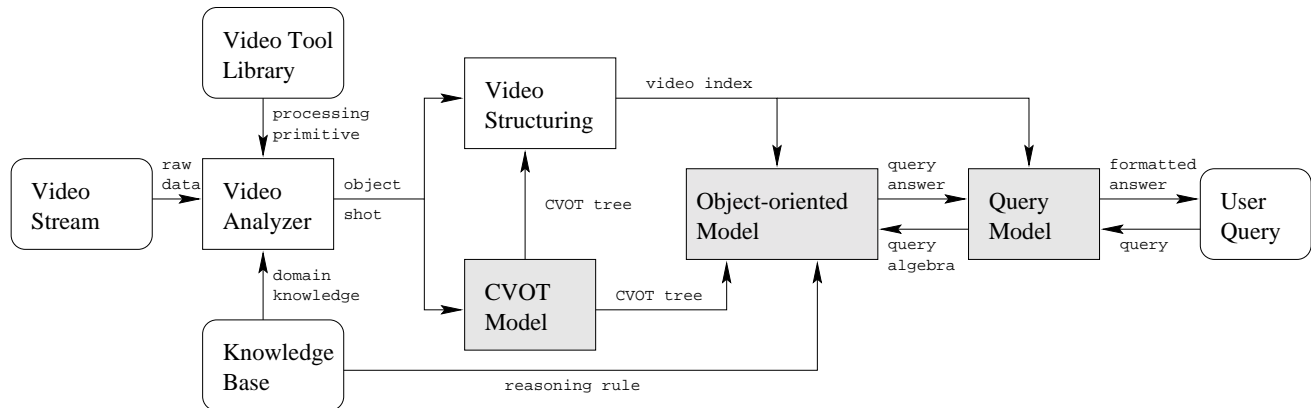 Video Tool
Library
processing
primitive
Video
Structuring
video index
raw
data
Video
Stream
Video
Analyzer
object
shot
CVOT tree
Object-oriented
Model
query
answer
query
algebra
Query
Model
formatted
answer
query
User
Query
domain
knowledge
CVOT
Model
CVOT tree
Knowledge
Base
reasoning rule